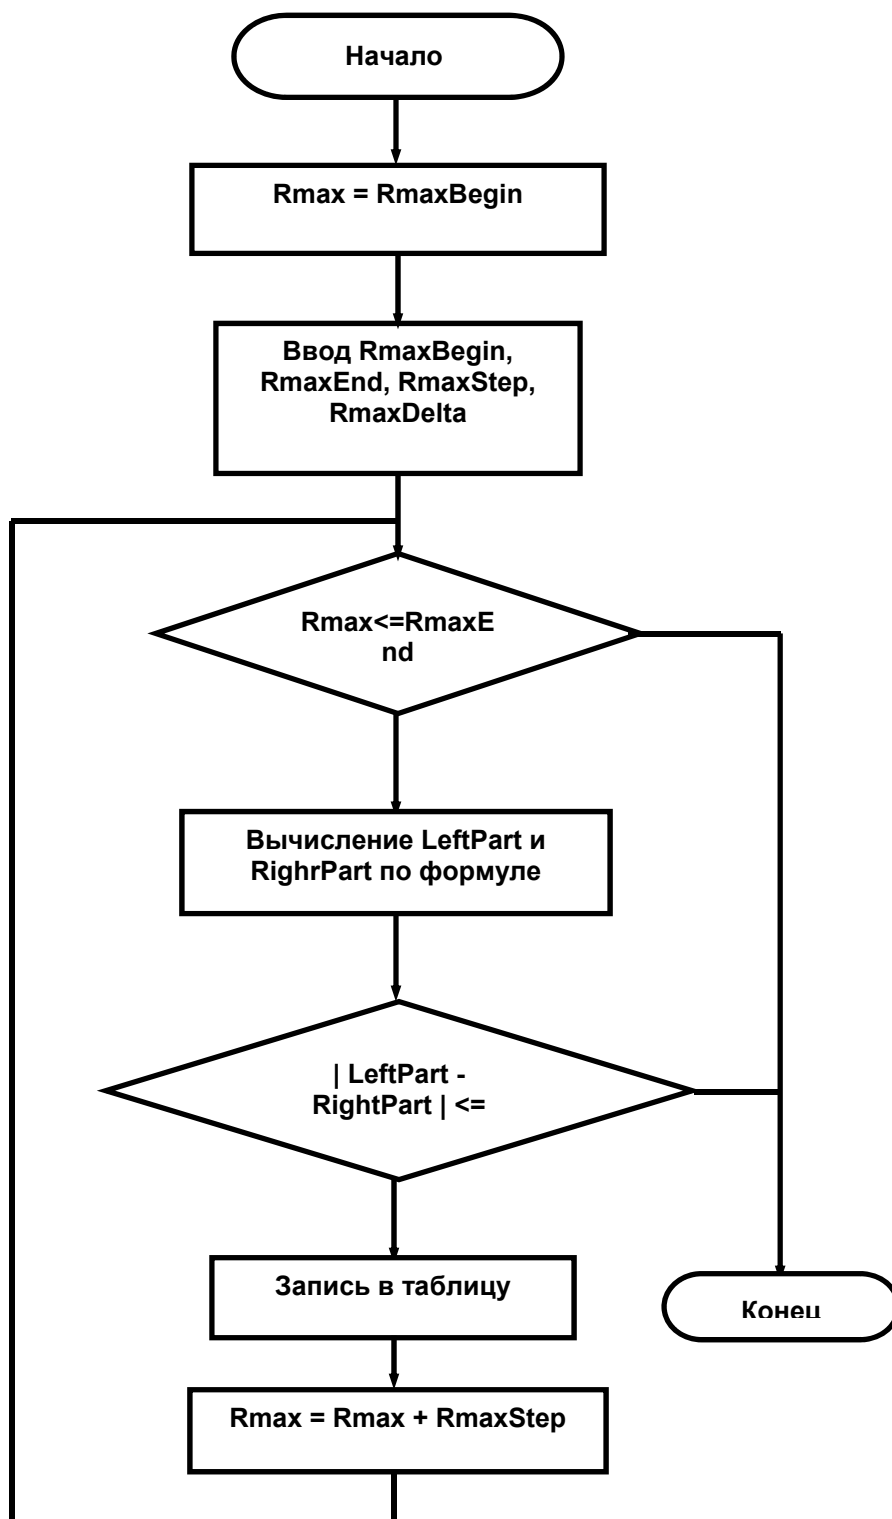 Начало
Rmax = RmaxBegin
Ввод RmaxBegin,
RmaxEnd, RmaxStep,
RmaxDelta
Rmax<=RmaxE
nd
Вычисление LeftPart и
RighrPart по формуле
| LeftPart -
RightPart | <=
Запись в таблицу
Конец
Rmax = Rmax + RmaxStep